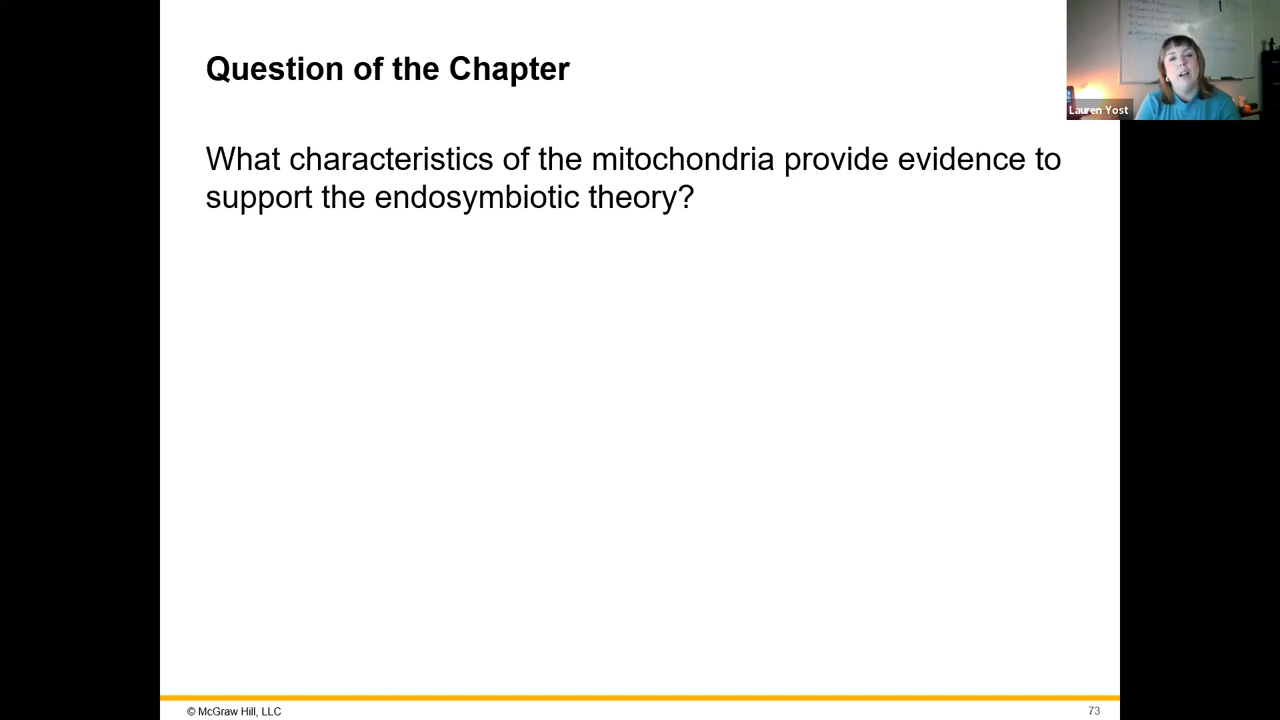 Question of the Chapter
Lauren Yost
What characteristics of the mitochondria provide evidence to
support the endosymbiotic theory?
© McGraw Hill, LLC
73